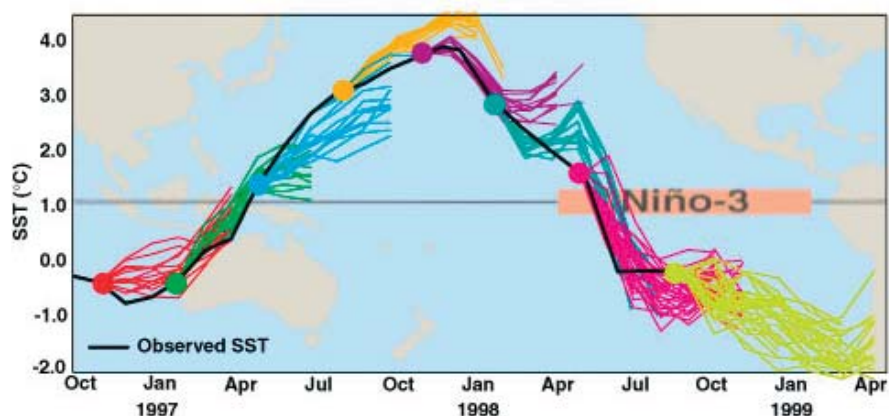 4.0
3.0
2.0
1.0
0.0
-1.0
-2.0
SST (°C)
Niño-3
Observed SST
Oct Jan Apr Jul Oct Jan Apr Jul Oct Jan Apr
1997 1998 1999